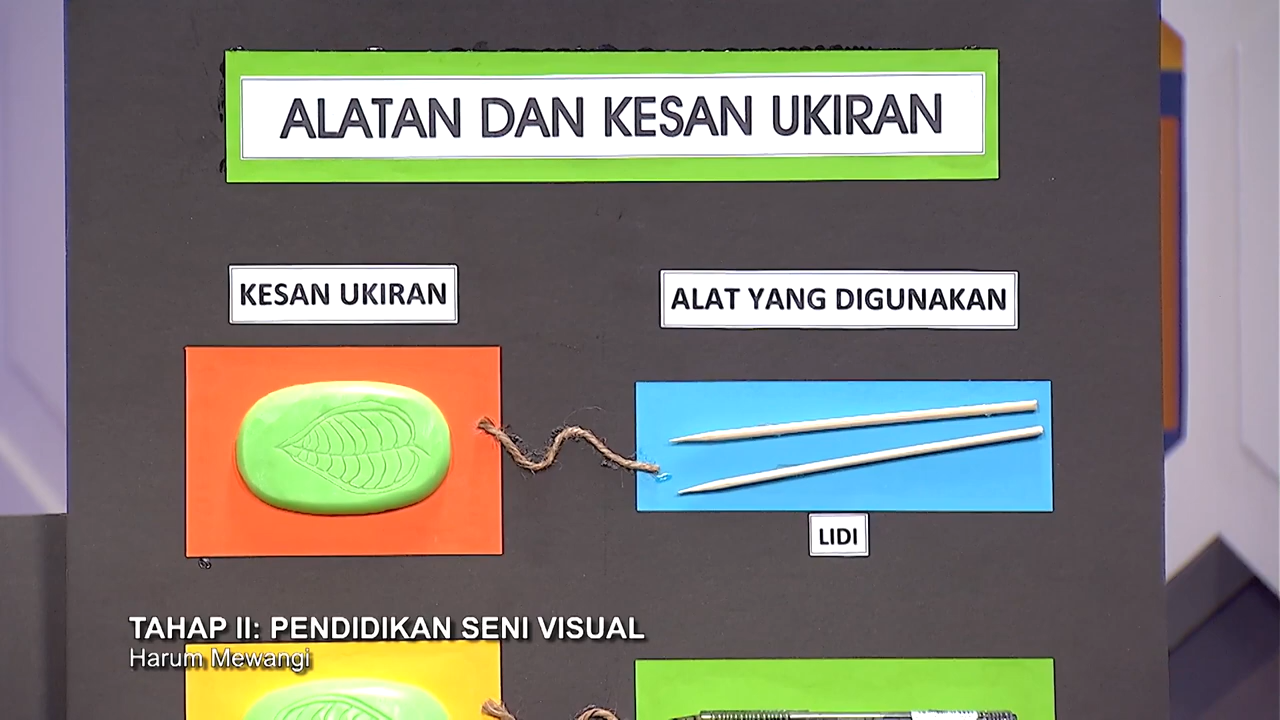 ALATAN DAN KESAN UKIRAN
KESAN UKIRAN
ALAT YANG DIGUNAKAN
LIDI
TAHAP II: PENDIDIKAN SENI VISUAL
Harum Mewangi